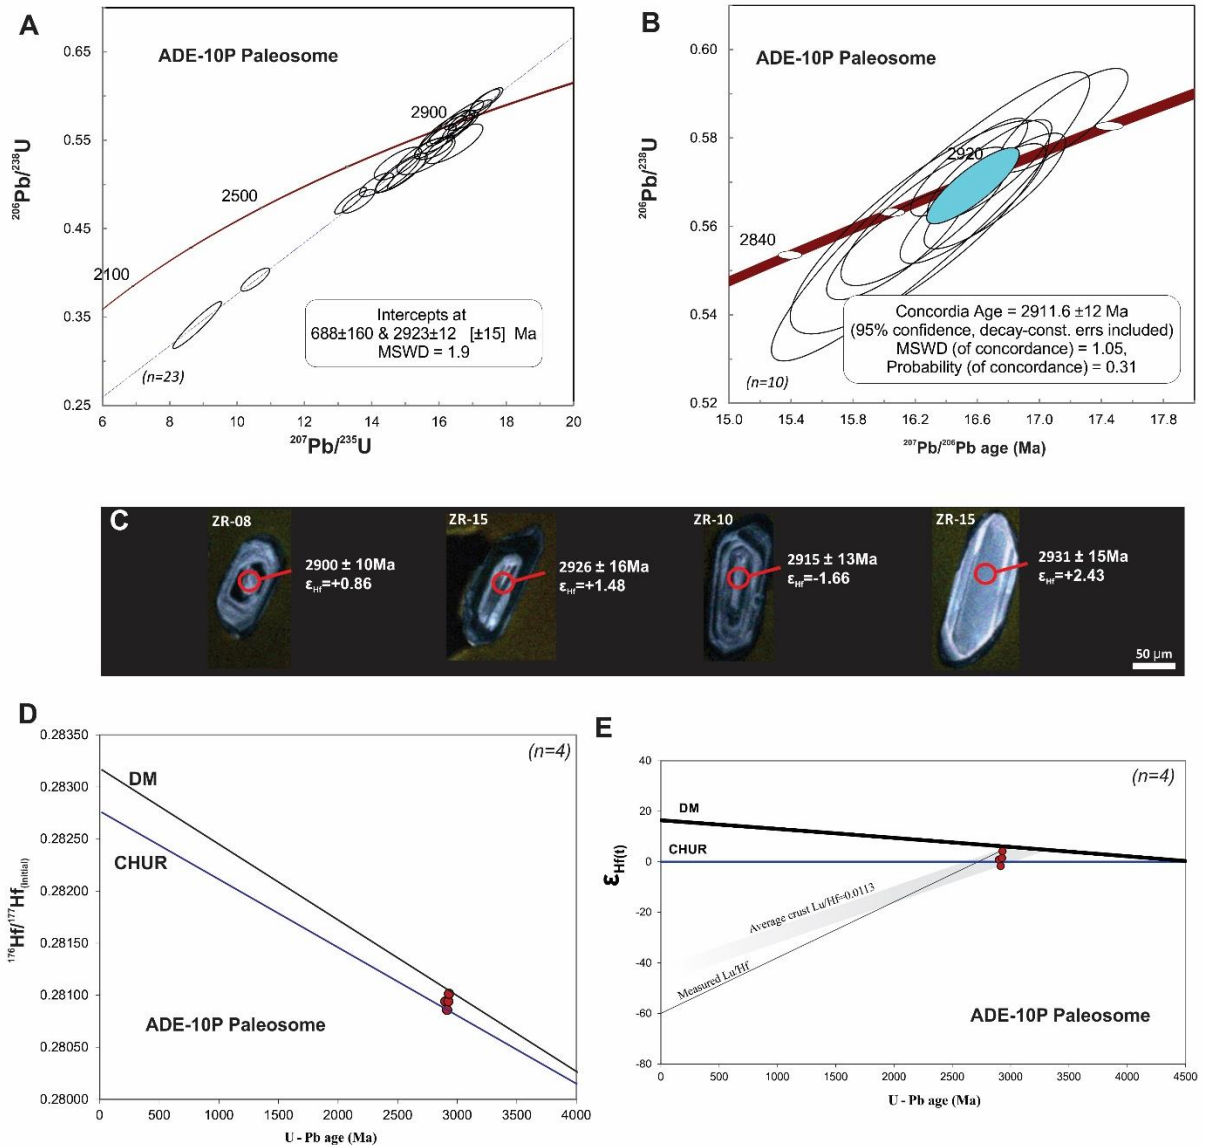 A
ADE-10P Paleosome
206Pb/238U
0.65
0.55
0.45
0.35
0.25
2900
2500
2100
Intercepts at
688±160 & 2923±12 [±15] Ma
MSWD = 1.9
(n=23)
6 8 10 12 14 16 18 20
207Pb/235U
B
ADE-10P Paleosome
206Pb/238U
0.60
0.58
0.56
0.54
0.52
2920
2840
Concordia Age = 2911.6 ±12 Ma
(95% confidence, decay-const. errs included)
MSWD (of concordance) = 1.05,
Probability (of concordance) = 0.31
(n=10)
15.0 15.4 15.8 16.2 16.6 17.0 17.4 17.8
207Pb/206Pb age (Ma)
C
ZR-08
2900 ± 10Ma
εHf=+0.86
ZR-15
2926 ± 16Ma
εHf=+1.48
ZR-10
2915 ± 13Ma
εHf=-1.66
ZR-15
2931 ± 15Ma
εHf=+2.43
50 µm
D
176Hf/177Hf(initial)
0.28350
0.28300
0.28250
0.28200
0.28150
0.28100
0.28050
0.28000
(n=4)
DM
CHUR
ADE-10P Paleosome
0 500 1000 1500 2000 2500 3000 3500 4000
U - Pb age (Ma)
E
εHf(t)
40
20
0
-20
-40
-60
-80
(n=4)
DM
CHUR
Average crust Lu/Hf=0.0113
Measured Lu/Hf
ADE-10P Paleosome
0 500 1000 1500 2000 2500 3000 3500 4000 4500
U - Pb age (Ma)